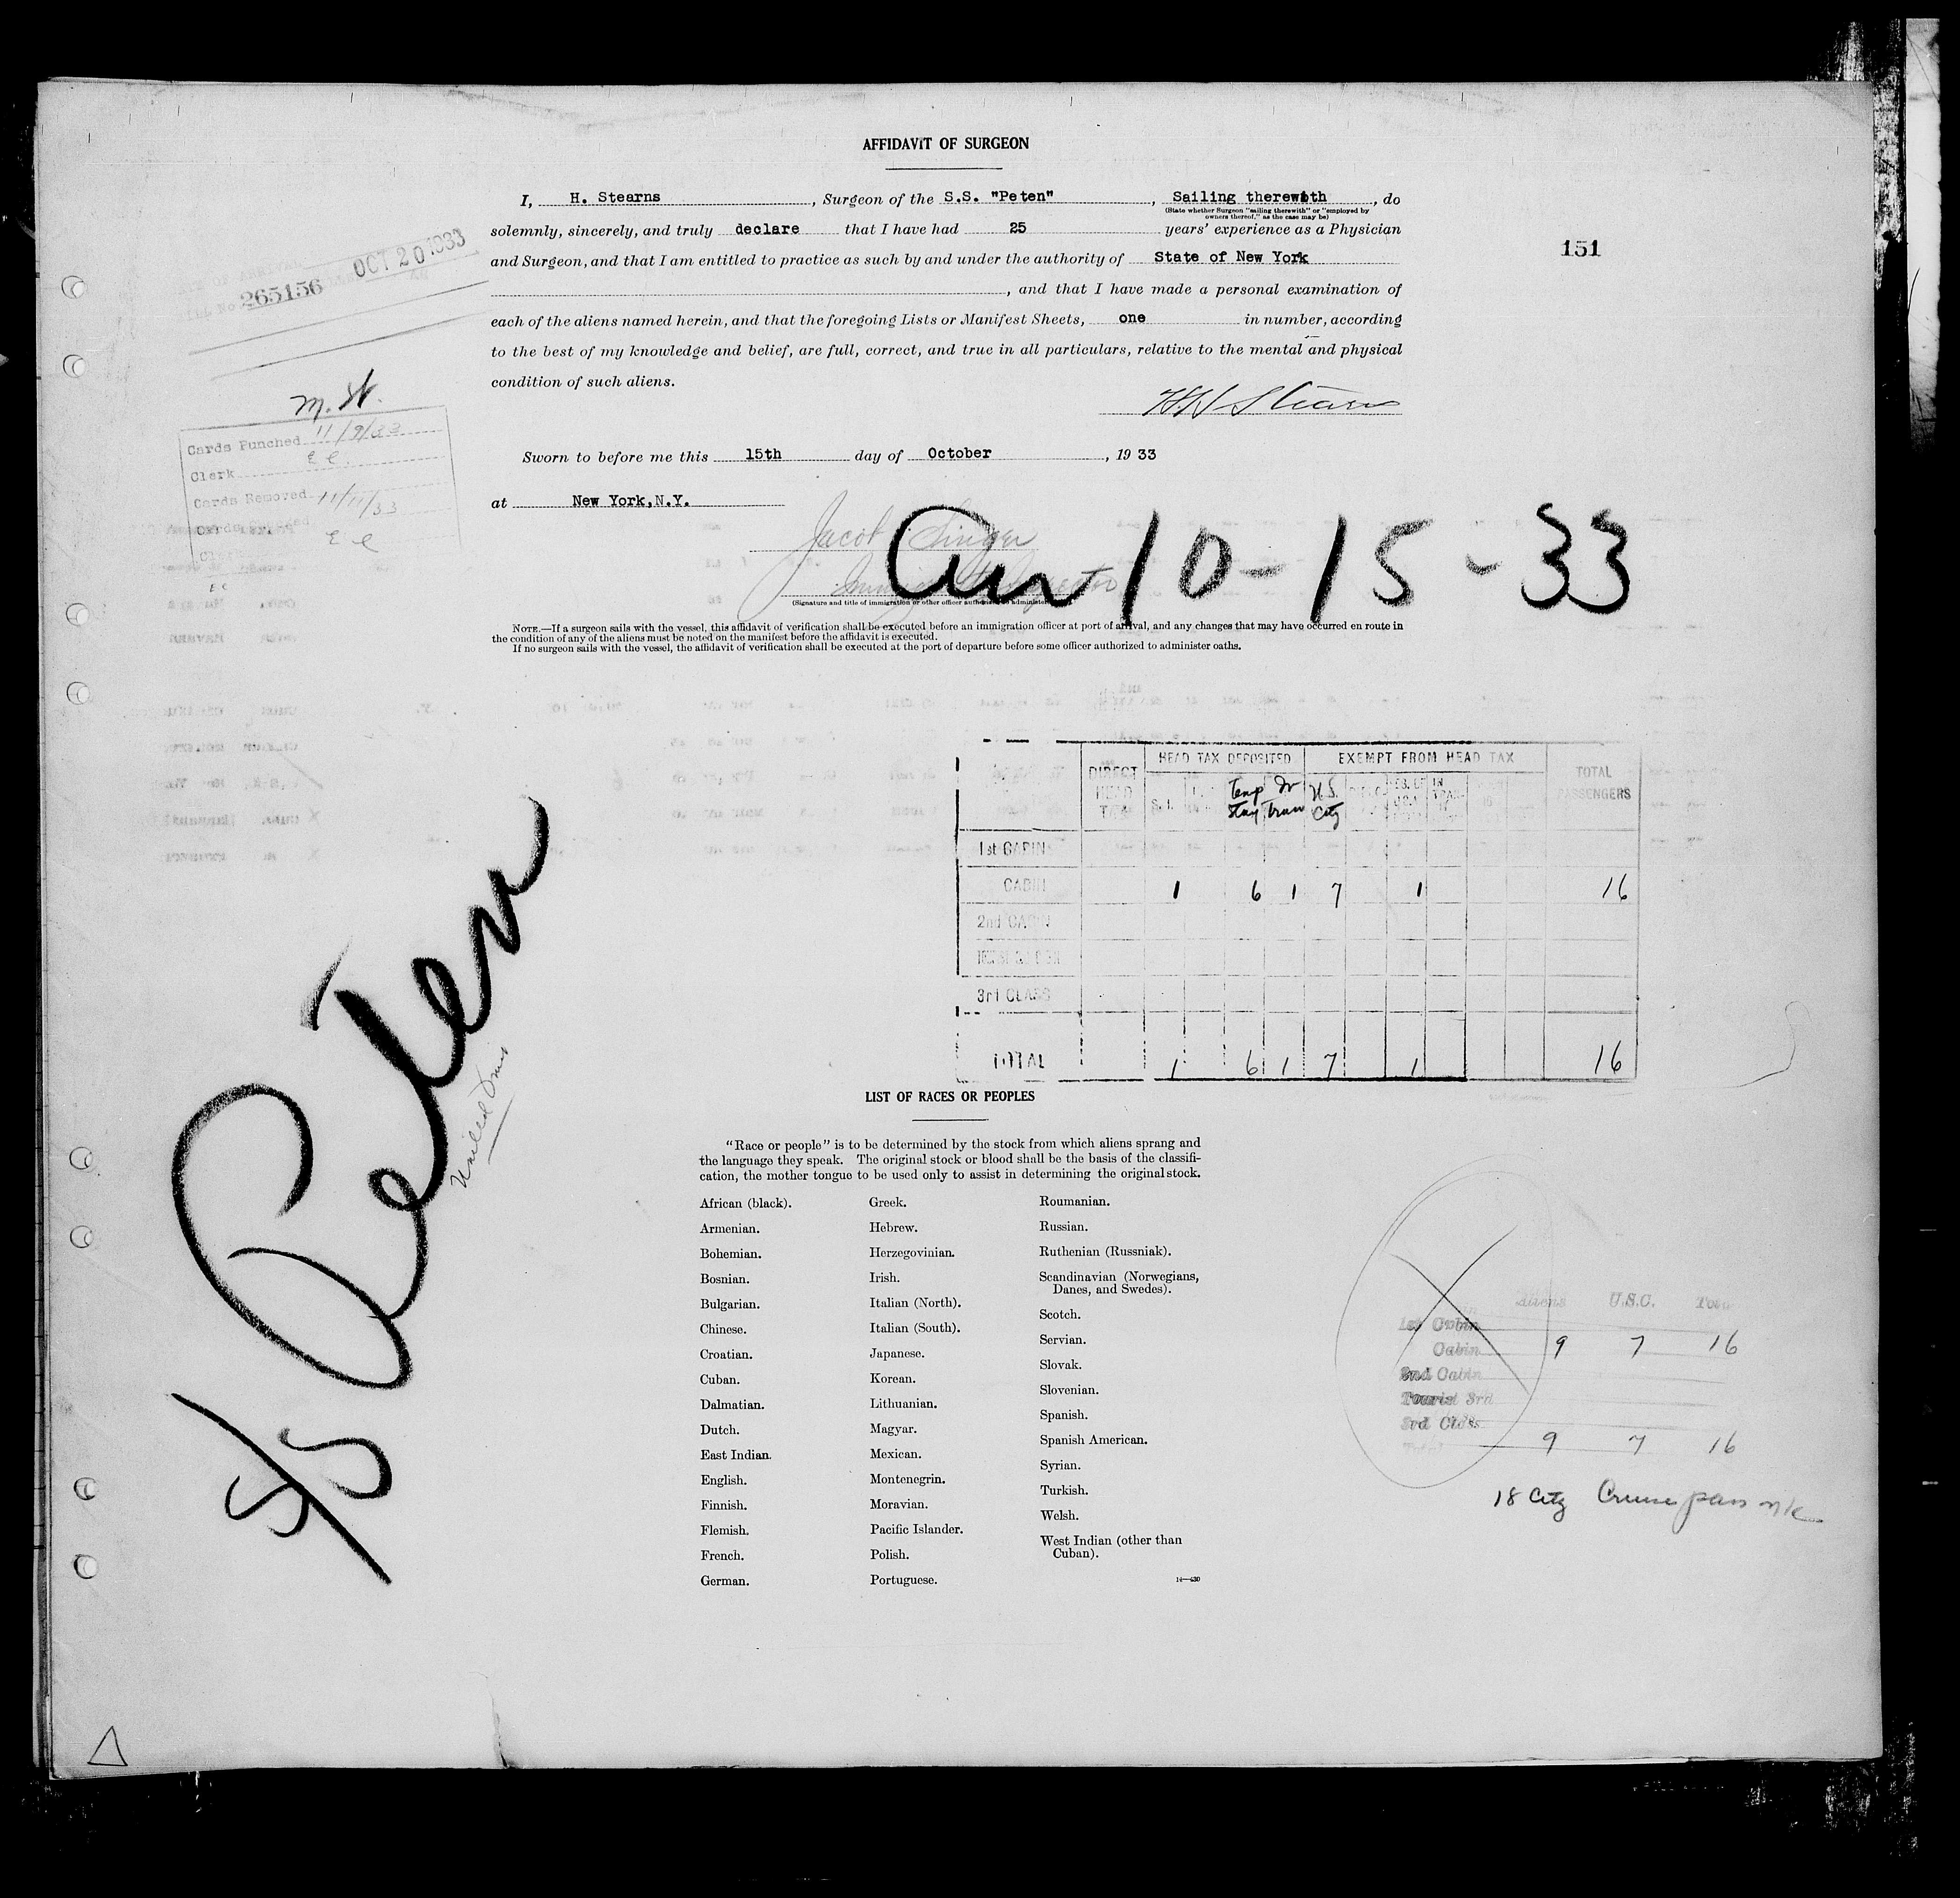 AFFIDAVIT OF SURGEON
I, H. Stearns, Surgeon of the S.S. "Peten", Sailing therewith, do
(State whether Surgeon "sailing therewith" or "employed by
owners thereof," as the case may be)
solemnly, sincerely, and truly declare that I have had 25 years' experience as a Physician
and Surgeon, and that I am entitled to practice as such by and under the authority of State of New York
, and that I have made a personal examination of
each of the aliens named herein, and that the foregoing Lists or Manifest Sheets, one in number, according
to the best of my knowledge and belief, are full, correct, and true in all particulars, relative to the mental and physical
condition of such aliens.
H Stearns
151
OCT 20 1933
265156
M. St.
Cards Punched 11/9/33
Clerk E C
Cards Removed 11/11/33
E C
Sworn to before me this 15th day of October, 19 33
at New York, N.Y.
Jacob Singer
Immigrant Inspector
(Signature and title of immigration or other officer authorized to administer
Arr 10-15-33
NOTE.—If a surgeon sails with the vessel, this affidavit of verification shall be executed before an immigration officer at port of arrival, and any changes that may have occurred en route in
the condition of any of the aliens must be noted on the manifest before the affidavit is executed.
If no surgeon sails with the vessel, the affidavit of verification shall be executed at the port of departure before some officer authorized to administer oaths.
DIRECT HEAD TAX
HEAD TAX DEPOSITED
EXEMPT FROM HEAD TAX
TOTAL PASSENGERS
Temp Stay
In Tran
U.S. City
1st CABIN
CABIN 1 6 1 7 1 16
2nd CABIN
3rd CLASS
TOTAL 1 6 1 7 1 16
S/S Peten
United Fruit
LIST OF RACES OR PEOPLES
"Race or people" is to be determined by the stock from which aliens sprang and
the language they speak. The original stock or blood shall be the basis of the classifi-
cation, the mother tongue to be used only to assist in determining the original stock.
African (black).
Armenian.
Bohemian.
Bosnian.
Bulgarian.
Chinese.
Croatian.
Cuban.
Dalmatian.
Dutch.
East Indian.
English.
Finnish.
Flemish.
French.
German.
Greek.
Hebrew.
Herzegovinian.
Irish.
Italian (North).
Italian (South).
Japanese.
Korean.
Lithuanian.
Magyar.
Mexican.
Montenegrin.
Moravian.
Pacific Islander.
Polish.
Portuguese.
Roumanian.
Russian.
Ruthenian (Russniak).
Scandinavian (Norwegians,
Danes, and Swedes).
Scotch.
Servian.
Slovak.
Slovenian.
Spanish.
Spanish American.
Syrian.
Turkish.
Welsh.
West Indian (other than
Cuban).
Aliens U.S.C. Total
1st Cabin
Cabin 9 7 16
2nd Cabin
Tourist 3rd
3rd Class
9 7 16
18 City Cruise pass